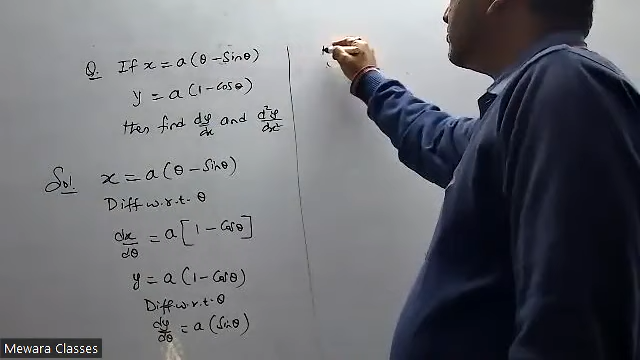 Q. If x = a(θ - Sinθ)
y = a(1 - Cosθ)
then find dy/dx and d²y/dx²
Sol. x = a(θ - Sinθ)
Diff w.r.t. θ
dx/dθ = a[1 - Cosθ]
y = a(1 - Cosθ)
Diff w.r.t. θ
dy/dθ = a(Sinθ)
Mewara Classes